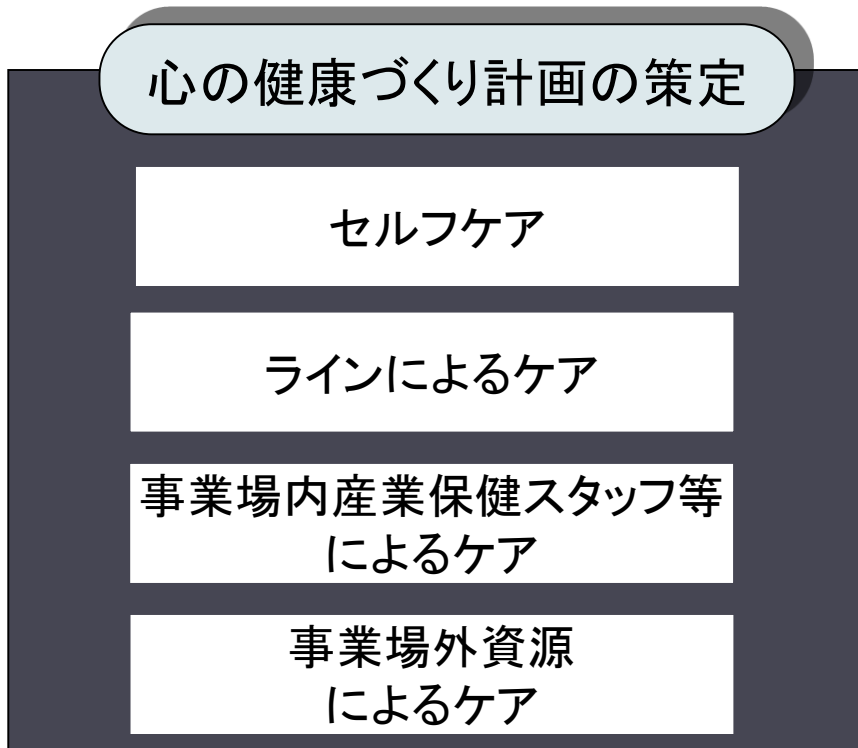 心の健康づくり計画の策定
セルフケア
ラインによるケア
事業場内産業保健スタッフ等
によるケア
事業場外資源
によるケア